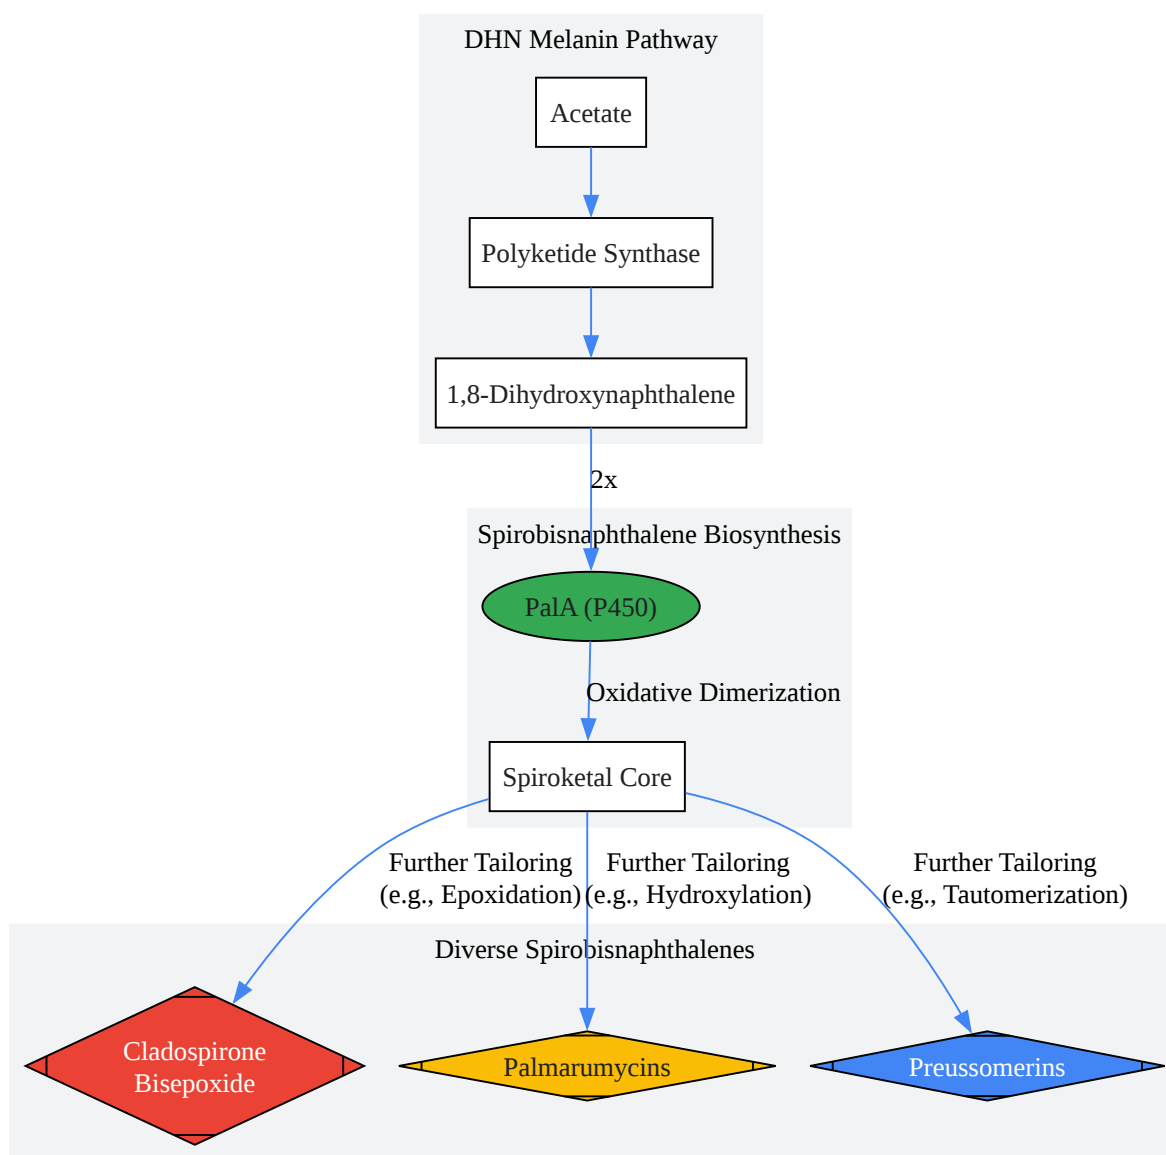 DHN Melanin Pathway
Acetate
Polyketide Synthase
1,8-Dihydroxynaphthalene
2x
Spirobisnaphthalene Biosynthesis
PalA (P450)
Oxidative Dimerization
Spiroketal Core
Further Tailoring
(e.g., Epoxidation)
Further Tailoring
(e.g., Hydroxylation)
Further Tailoring
(e.g., Tautomerization)
Diverse Spirobisnaphthalenes
Cladospirone
Bisepoxide
Palmarumycins
Preussomerins